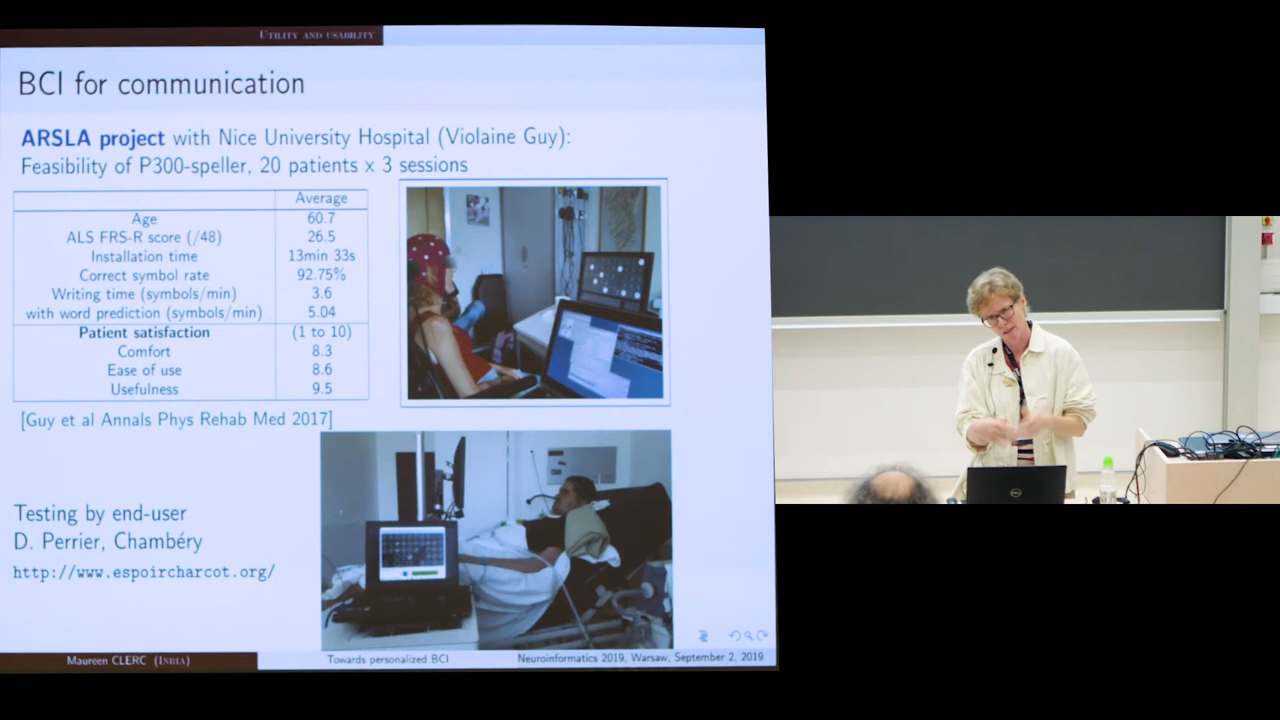 UTILITY AND USABILITY
BCI for communication
ARSLA project with Nice University Hospital (Violaine Guy):
Feasibility of P300-speller, 20 patients x 3 sessions
Average
Age 60.7
ALS FRS-R score (/48) 26.5
Installation time 13min 33s
Correct symbol rate 92.75%
Writing time (symbols/min) 3.6
with word prediction (symbols/min) 5.04
Patient satisfaction (1 to 10)
Comfort 8.3
Ease of use 8.6
Usefulness 9.5
[Guy et al Annals Phys Rehab Med 2017]
Testing by end-user
D. Perrier, Chambéry
http://www.espoircharcot.org/
Maureen CLERC (INRIA) Towards personalized BCI Neuroinformatics 2019, Warsaw, September 2, 2019
DELL